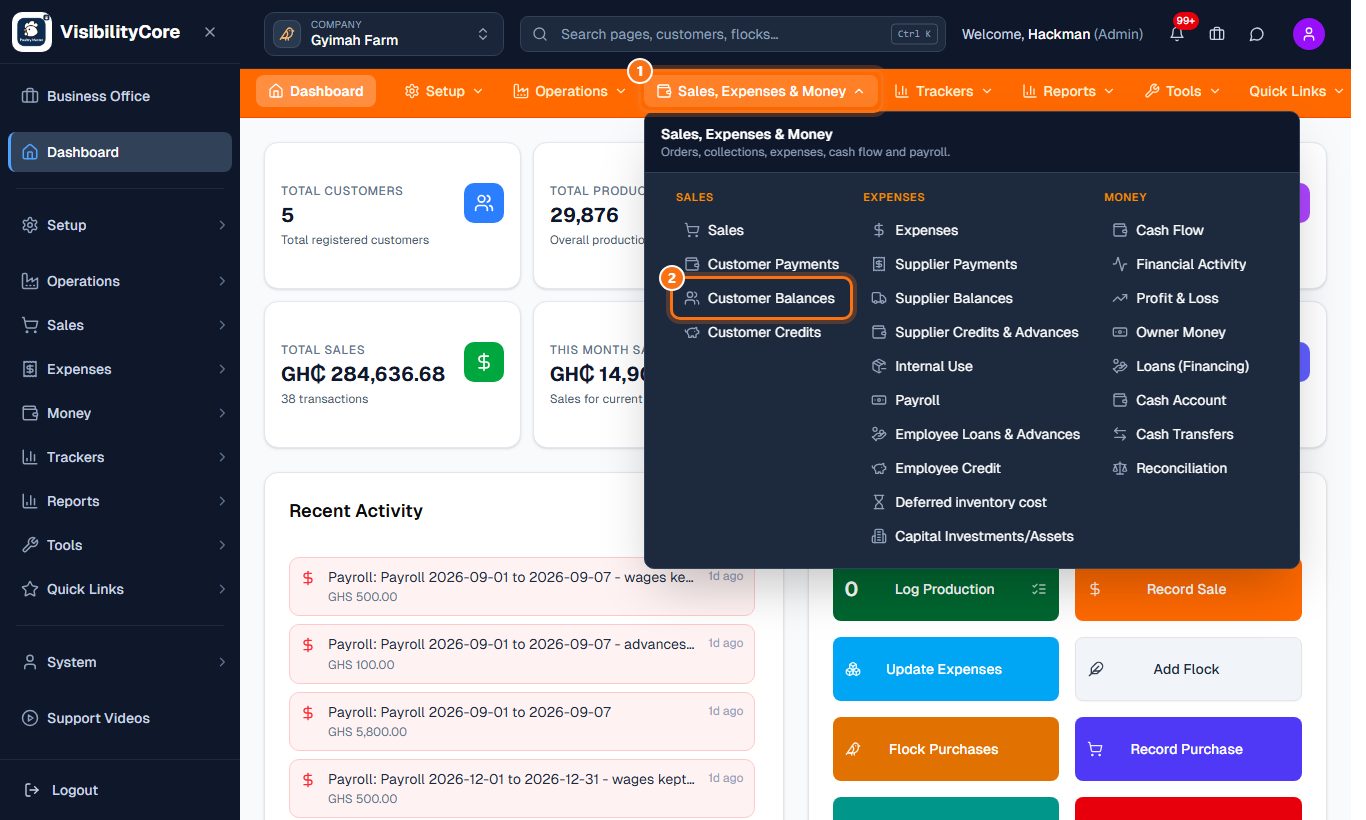 VisibilityCore
COMPANY
Gyimah Farm
Search pages, customers, flocks...
Ctrl K
Welcome, Hackman (Admin)
99+
Business Office
Dashboard
Setup
Operations
Sales
Expenses
Money
Trackers
Reports
Tools
Quick Links
System
Support Videos
Logout
Dashboard
Setup
Operations
1
Sales, Expenses & Money
Trackers
Reports
Tools
Quick Links
Sales, Expenses & Money
Orders, collections, expenses, cash flow and payroll.
SALES
Sales
Customer Payments
2
Customer Balances
Customer Credits
EXPENSES
Expenses
Supplier Payments
Supplier Balances
Supplier Credits & Advances
Internal Use
Payroll
Employee Loans & Advances
Employee Credit
Deferred inventory cost
Capital Investments/Assets
MONEY
Cash Flow
Financial Activity
Profit & Loss
Owner Money
Loans (Financing)
Cash Account
Cash Transfers
Reconciliation
TOTAL CUSTOMERS
5
Total registered customers
TOTAL PRODUC
29,876
Overall productio
TOTAL SALES
GH₵ 284,636.68
38 transactions
THIS MONTH SA
GH₵ 14,90
Sales for current
Recent Activity
Payroll: Payroll 2026-09-01 to 2026-09-07 - wages ke...
1d ago
GHS 500.00
Payroll: Payroll 2026-09-01 to 2026-09-07 - advances...
1d ago
GHS 100.00
Payroll: Payroll 2026-09-01 to 2026-09-07
1d ago
GHS 5,800.00
Payroll: Payroll 2026-12-01 to 2026-12-31 - wages kept...
1d ago
GHS 500.00
Log Production
Record Sale
Update Expenses
Add Flock
Flock Purchases
Record Purchase